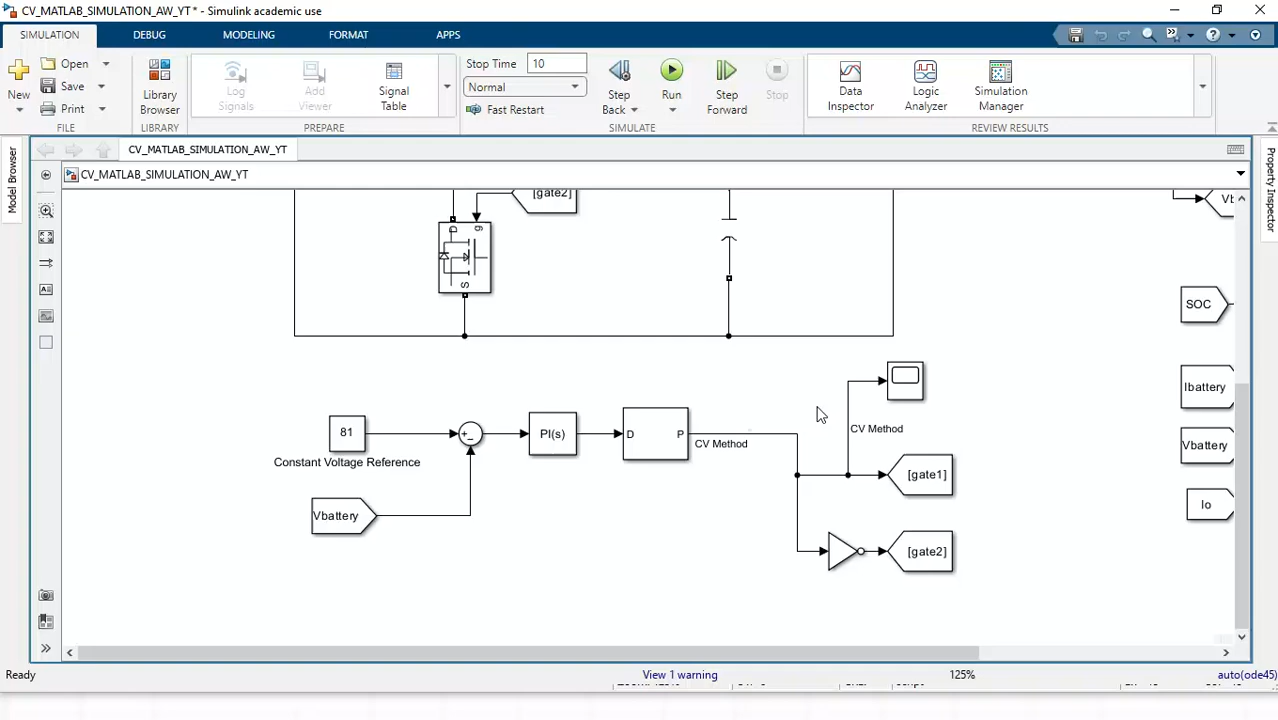 CV_MATLAB_SIMULATION_AW_YT * - Simulink academic use
SIMULATION DEBUG MODELING FORMAT APPS
New
Open
Save
Print
FILE
Library Browser
LIBRARY
Log Signals
Add Viewer
Signal Table
PREPARE
Stop Time 10
Normal
Fast Restart
Step Back
Run
Step Forward
Stop
SIMULATE
Data Inspector
Logic Analyzer
Simulation Manager
REVIEW RESULTS
Model Browser
CV_MATLAB_SIMULATION_AW_YT
CV_MATLAB_SIMULATION_AW_YT
Property Inspector
[gate2]
D
g
S
SOC
Ibattery
Vbattery
Io
81
Constant Voltage Reference
Vbattery
PI(s)
D P
CV Method
CV Method
[gate1]
[gate2]
Ready
View 1 warning
125%
auto(ode45)